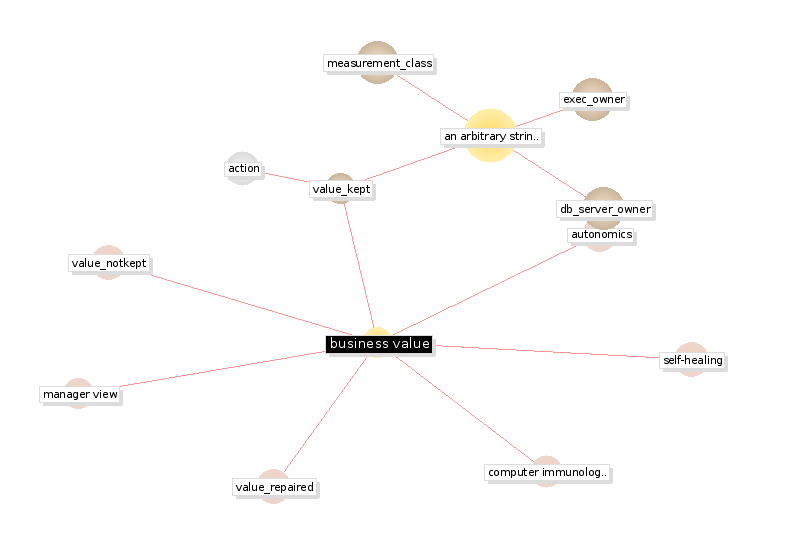 measurement_class
exec_owner
an arbitrary strin..
action
value_kept
db_server_owner
autonomics
value_notkept
business value
self-healing
manager view
computer immunolog..
value_repaired